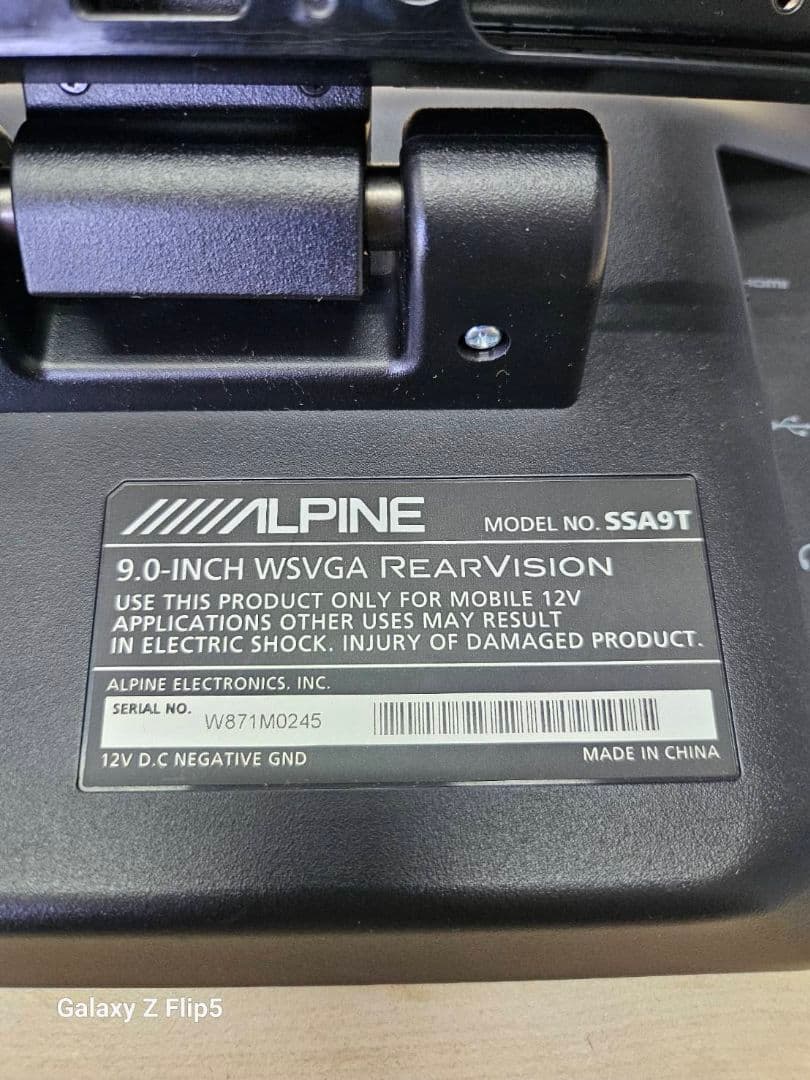 HDMI
ALPINE MODEL NO. SSA9T
9.0-INCH WSVGA REARVISION
USE THIS PRODUCT ONLY FOR MOBILE 12V
APPLICATIONS OTHER USES MAY RESULT
IN ELECTRIC SHOCK. INJURY OF DAMAGED PRODUCT.
ALPINE ELECTRONICS. INC.
SERIAL NO. W871M0245
12V D.C NEGATIVE GND MADE IN CHINA
Galaxy Z Flip5